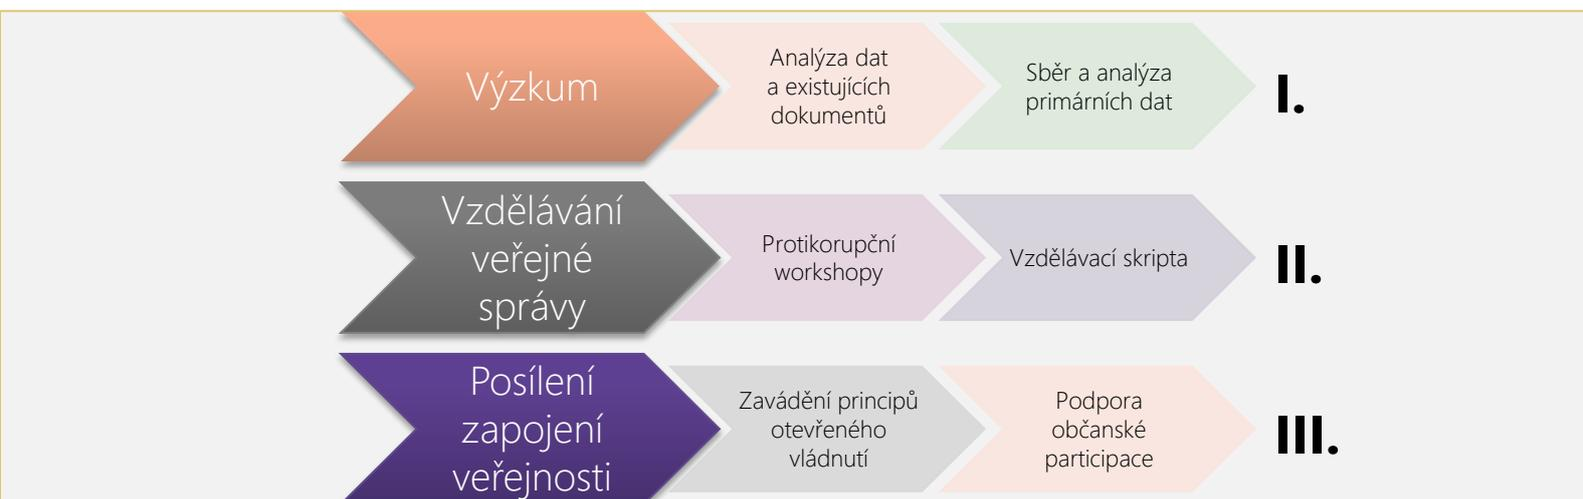 Výzkum
Analýza dat
a existujících
dokumentů
Sběr a analýza
primárních dat
I.
Vzdělávání
veřejné
správy
Protikorupční
workshopy
Vzdělávací skripta
II.
Posílení
zapojení
veřejnosti
Zavádění principů
otevřeného
vládnutí
Podpora
občanské
participace
III.